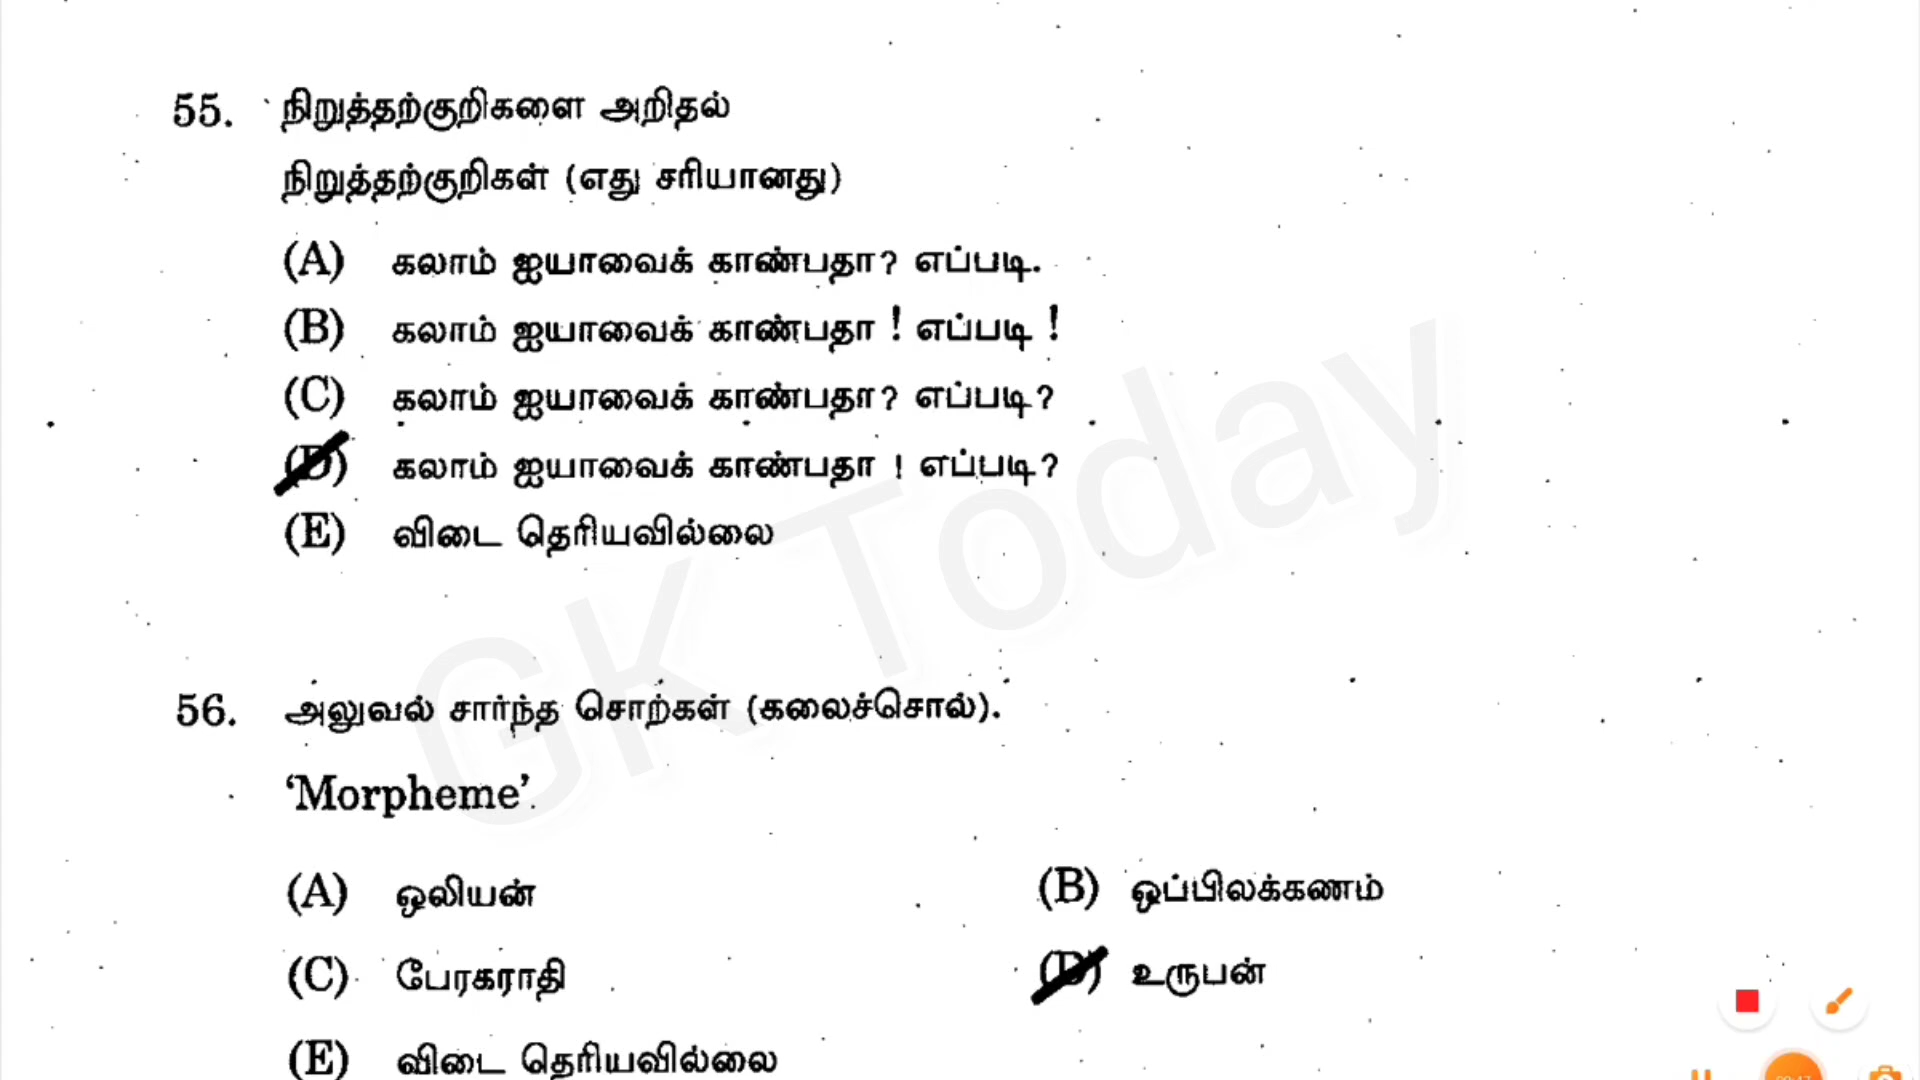 55. நிறுத்தற்குறிகளை அறிதல்
நிறுத்தற்குறிகள் (எது சரியானது)
(A) கலாம் ஐயாவைக் காண்பதா? எப்படி.
(B) கலாம் ஐயாவைக் காண்பதா ! எப்படி !
(C) கலாம் ஐயாவைக் காண்பதா? எப்படி?
(D) கலாம் ஐயாவைக் காண்பதா ! எப்படி?
(E) விடை தெரியவில்லை
GK Today
56. அலுவல் சார்ந்த சொற்கள் (கலைச்சொல்).
‘Morpheme’
(A) ஒலியன் (B) ஒப்பிலக்கணம்
(C) பேரகராதி (D) உருபன்
(E) விடை தெரியவில்லை